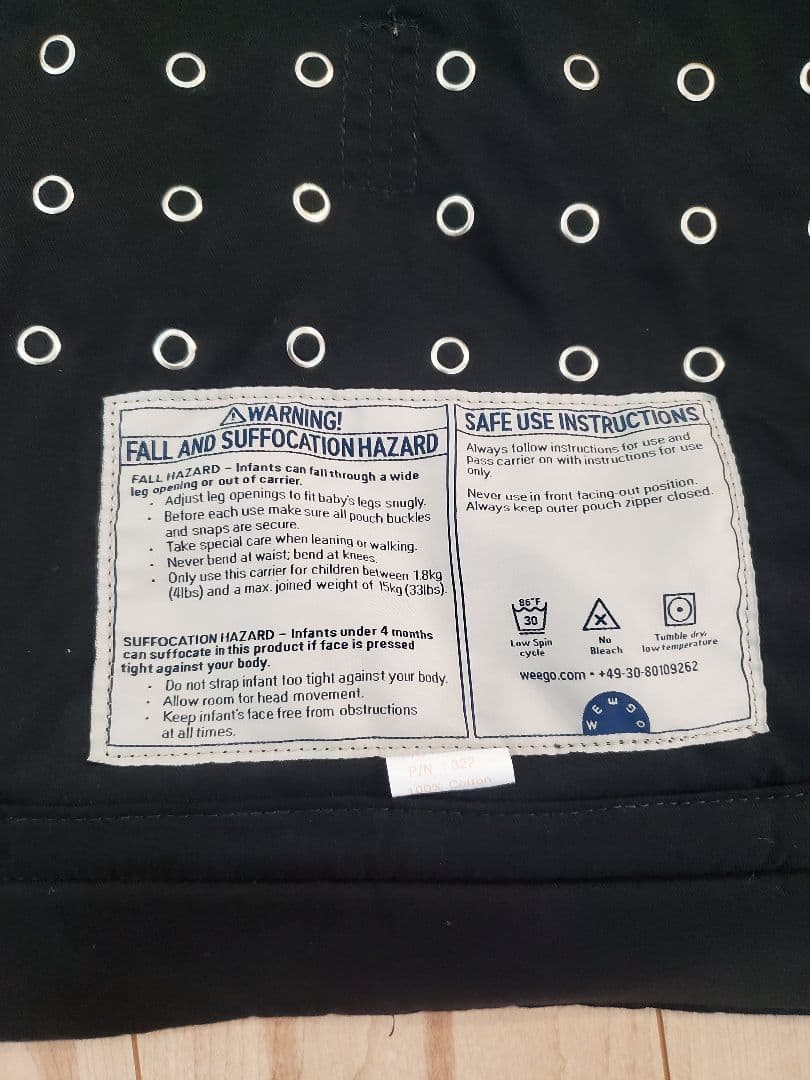 WARNING!
FALL AND SUFFOCATION HAZARD
FALL HAZARD – Infants can fall through a wide
leg opening or out of carrier.
• Adjust leg openings to fit baby's legs snugly.
• Before each use make sure all pouch buckles
and snaps are secure.
• Take special care when leaning or walking.
• Never bend at waist; bend at knees.
• Only use this carrier for children between 1.8kg
(4lbs) and a max. joined weight of 15kg (33lbs).
SUFFOCATION HAZARD – Infants under 4 months
can suffocate in this product if face is pressed
tight against your body.
• Do not strap infant too tight against your body.
• Allow room for head movement.
• Keep infant's face free from obstructions
at all times.
SAFE USE INSTRUCTIONS
Always follow instructions for use and
pass carrier on with instructions for use
only.
Never use in front facing-out position.
Always keep outer pouch zipper closed.
86°F
30
Low Spin
cycle
No
Bleach
Tumble dry,
low temperature
weego.com • +49-30-80109262
WEEGO
P/N : 322
100% Cotton